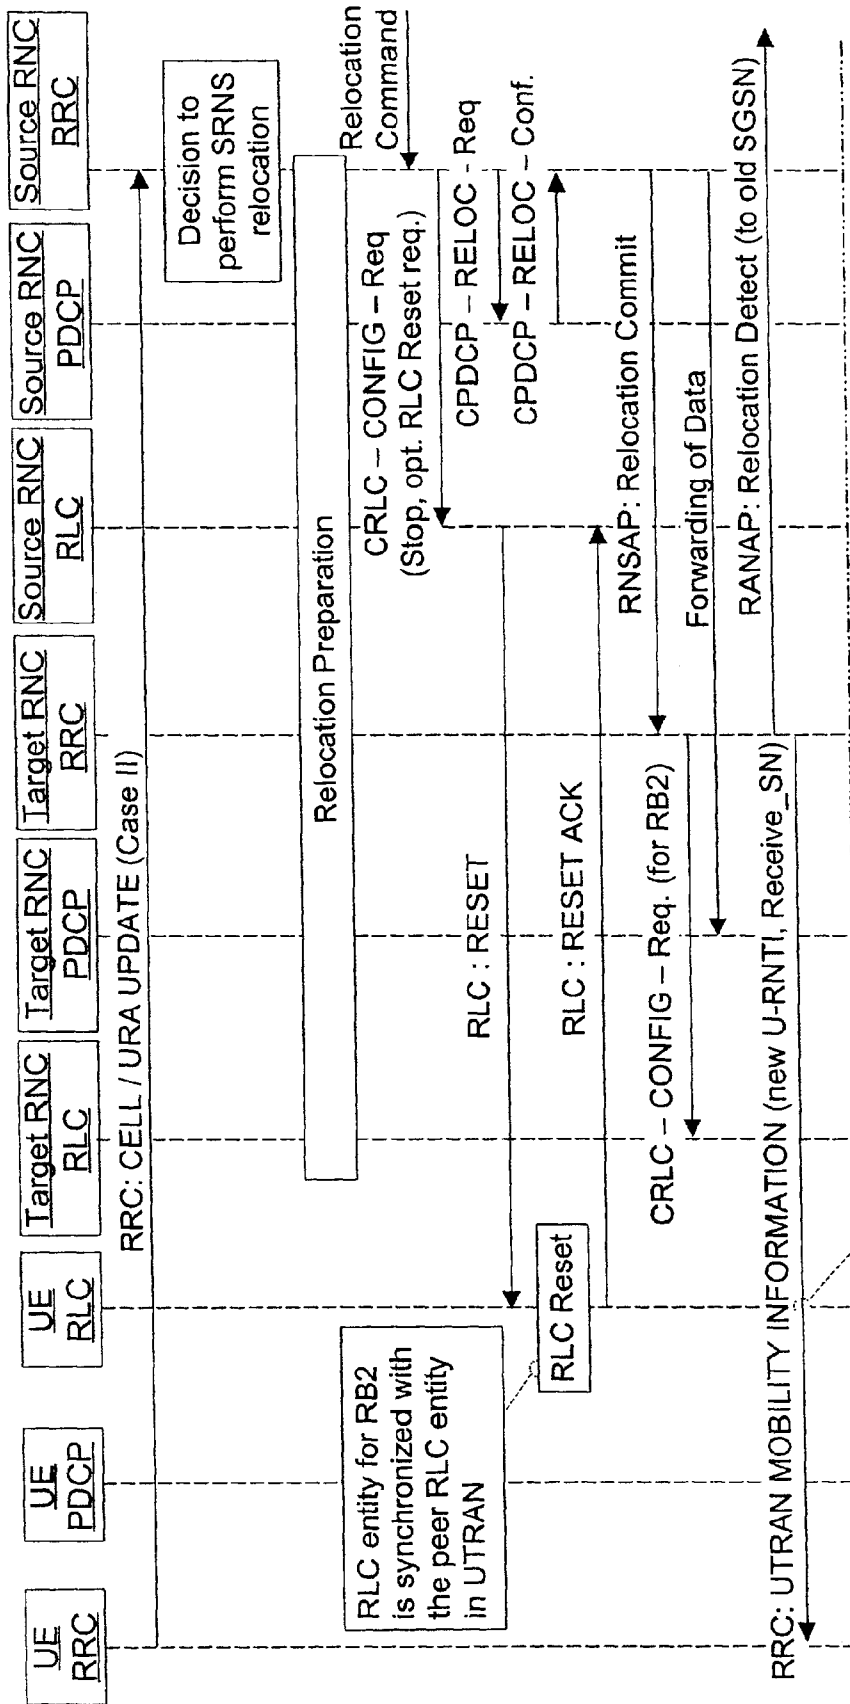 UE
RRC
UE
PDCP
UE
RLC
Target RNC
RLC
Target RNC
PDCP
Target RNC
RRC
Source RNC
RLC
Source RNC
PDCP
Source RNC
RRC
RRC: CELL / URA UPDATE (Case II)
Decision to
perform SRNS
relocation
Relocation Preparation
Relocation
Command
CRLC – CONFIG – Req
(Stop, opt. RLC Reset req.)
CPDCP – RELOC - Req
CPDCP – RELOC – Conf.
RLC : RESET
RLC entity for RB2
is synchronized with
the peer RLC entity
in UTRAN
RLC Reset
RLC : RESET ACK
RNSAP: Relocation Commit
CRLC – CONFIG – Req. (for RB2)
Forwarding of Data
RANAP: Relocation Detect (to old SGSN)
RRC: UTRAN MOBILITY INFORMATION (new U-RNTI, Receive_SN)